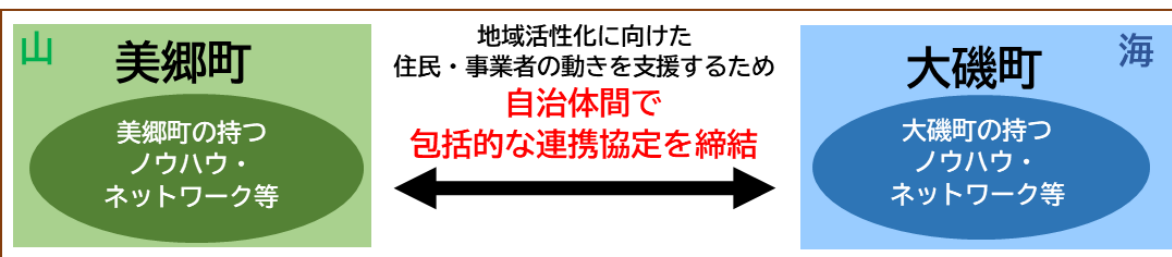 山
美郷町
美郷町の持つ
ノウハウ・
ネットワーク等
地域活性化に向けた
住民・事業者の動きを支援するため
自治体間で
包括的な連携協定を締結
海
大磯町
大磯町の持つ
ノウハウ・
ネットワーク等